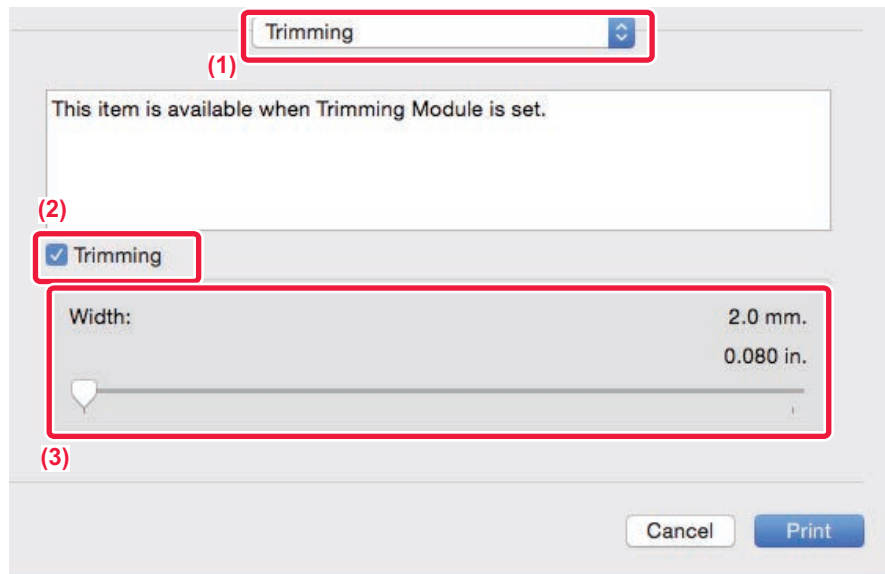 Trimming
(1)
This item is available when Trimming Module is set.
(2)
Trimming
Width:
2.0 mm.
0.080 in.
(3)
Cancel
Print